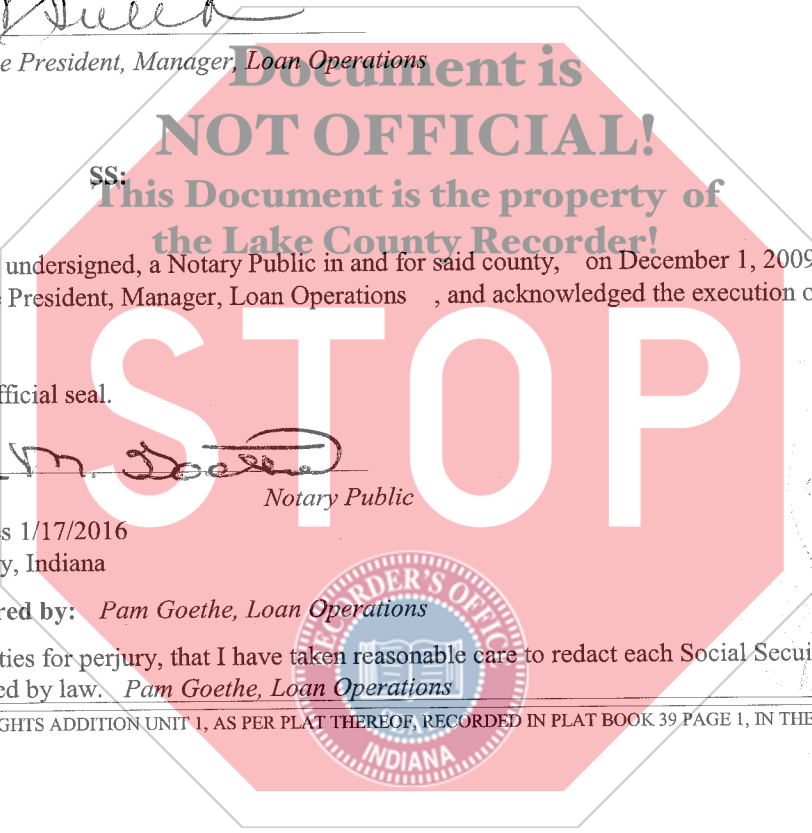 e President, Manager, Loan Operations
Document is
NOT OFFICIAL!
SS:
This Document is the property of
the Lake County Recorder!
undersigned, a Notary Public in and for said county, on December 1, 2009
President, Manager, Loan Operations , and acknowledged the execution o
STOP
fficial seal.
M. Goethe
Notary Public
es 1/17/2016
y, Indiana
red by: Pam Goethe, Loan Operations
RECORDER'S OFFICE
ties for perjury, that I have taken reasonable care to redact each Social Secui
ed by law. Pam Goethe, Loan Operations
SEAL
GHTS ADDITION UNIT 1, AS PER PLAT THEREOF, RECORDED IN PLAT BOOK 39 PAGE 1, IN THE
INDIANA